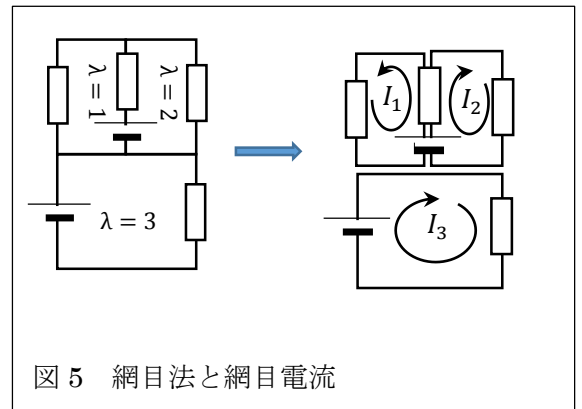 λ = 1
λ = 2
λ = 3
I₁
I₂
I₃
図 5 網目法と網目電流